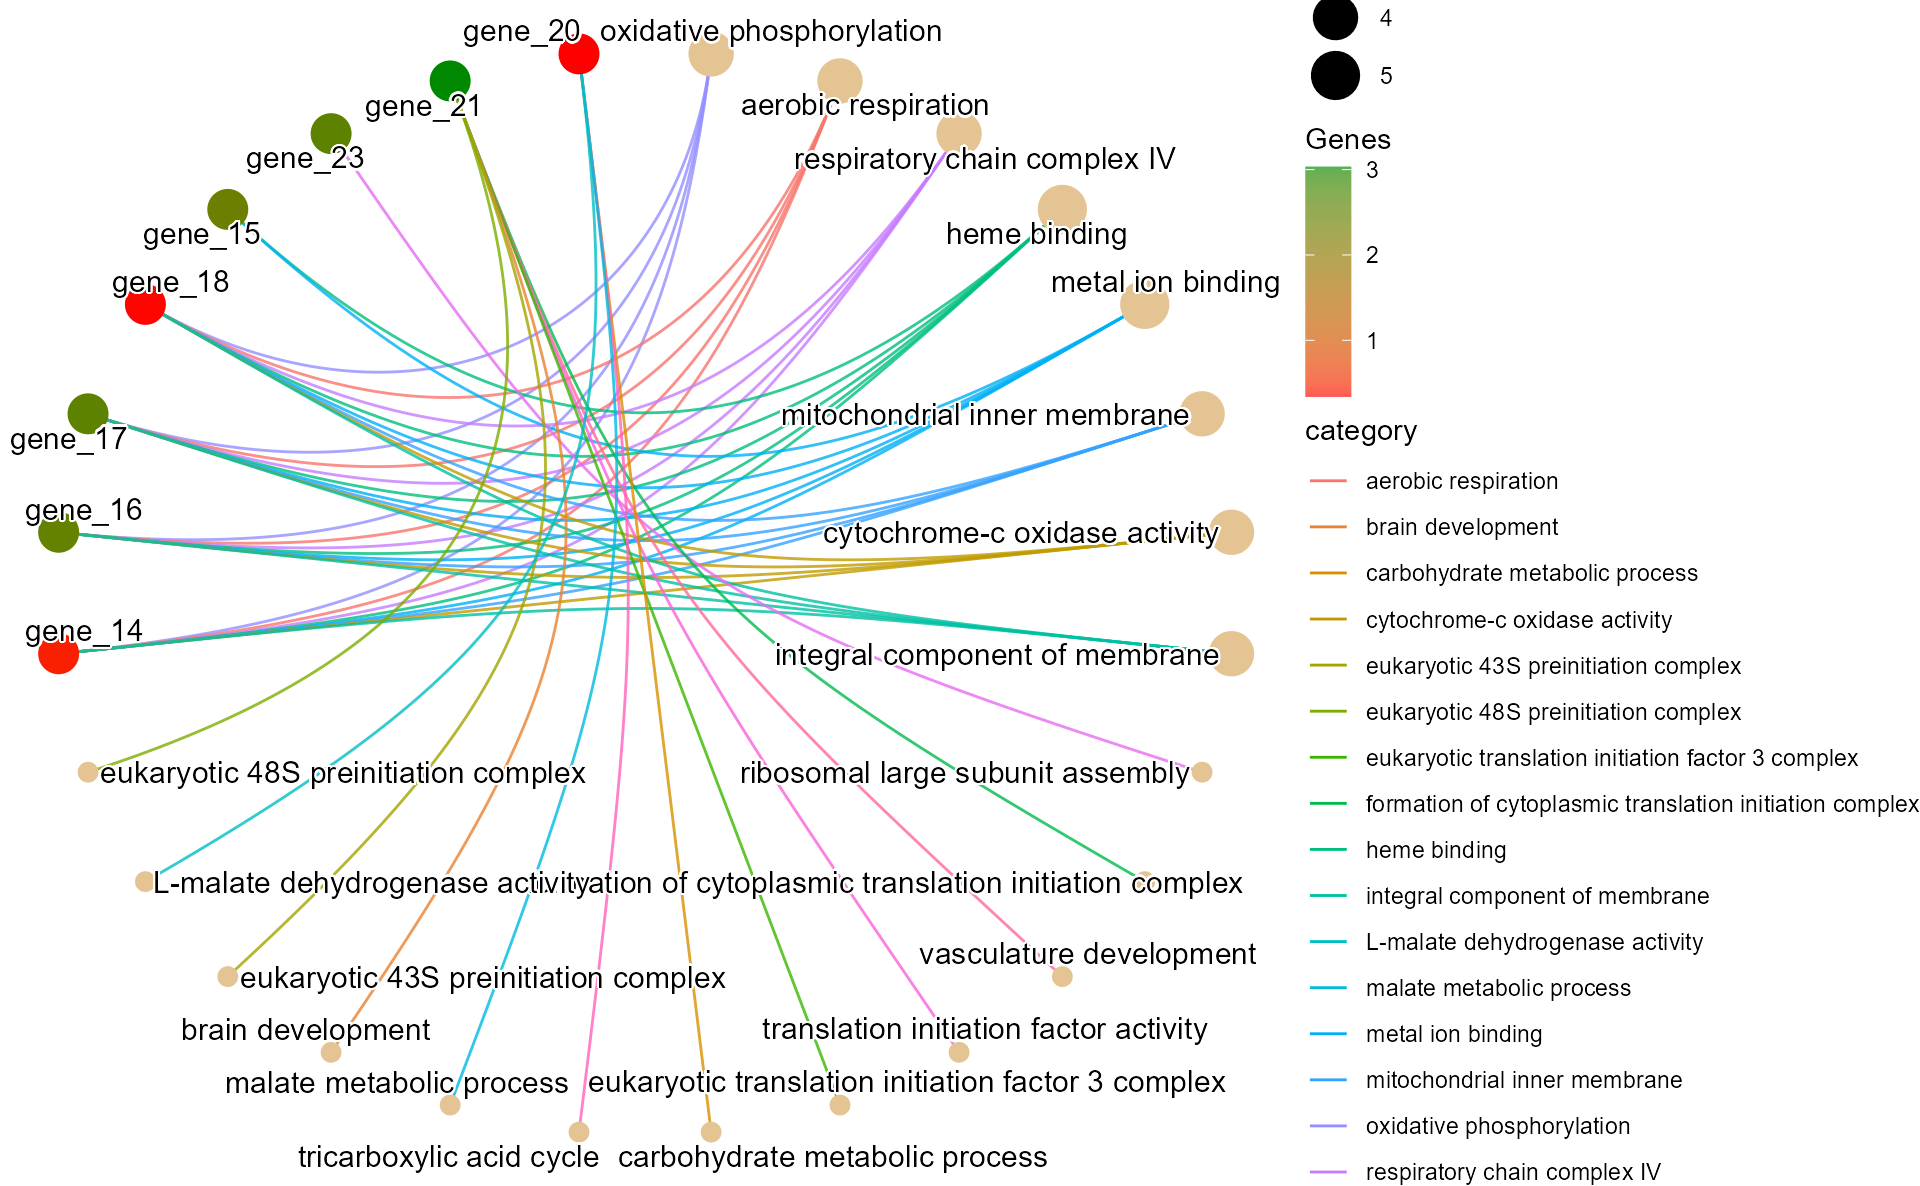 gene_20
oxidative phosphorylation
gene_21
aerobic respiration
gene_23
respiratory chain complex IV
gene_15
heme binding
gene_18
metal ion binding
gene_17
mitochondrial inner membrane
gene_16
cytochrome-c oxidase activity
gene_14
integral component of membrane
eukaryotic 48S preinitiation complex
ribosomal large subunit assembly
L-malate dehydrogenase activity
of cytoplasmic translation initiation complex
eukaryotic 43S preinitiation complex
vasculature development
brain development
translation initiation factor activity
malate metabolic process
eukaryotic translation initiation factor 3 complex
tricarboxylic acid cycle
carbohydrate metabolic process
4
5
Genes
3
2
1
category
aerobic respiration
brain development
carbohydrate metabolic process
cytochrome-c oxidase activity
eukaryotic 43S preinitiation complex
eukaryotic 48S preinitiation complex
eukaryotic translation initiation factor 3 complex
formation of cytoplasmic translation initiation complex
heme binding
integral component of membrane
L-malate dehydrogenase activity
malate metabolic process
metal ion binding
mitochondrial inner membrane
oxidative phosphorylation
respiratory chain complex IV